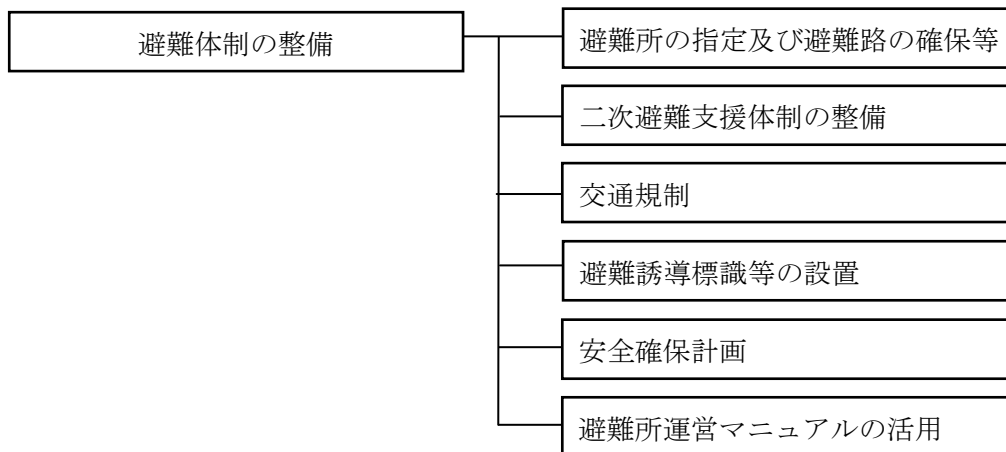 避難体制の整備
避難所の指定及び避難路の確保等
二次避難支援体制の整備
交通規制
避難誘導標識等の設置
安全確保計画
避難所運営マニュアルの活用